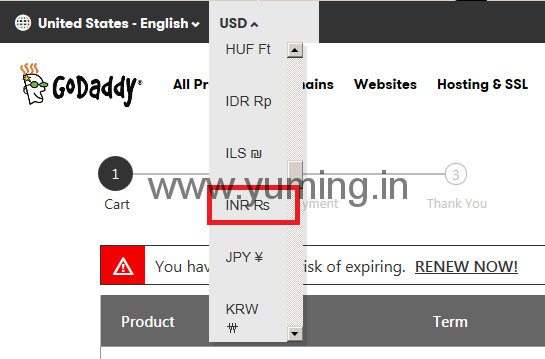 United States - English
USD
HUF Ft
GODaddy
All Pr
mains
Websites
Hosting & SSL
IDR Rp
ILS ₪
1
3
www.yuming.in
Cart
INR ₨
yment
Thank You
JPY ¥
You hav
risk of expiring. RENEW NOW!
KRW
₩
Product
Term